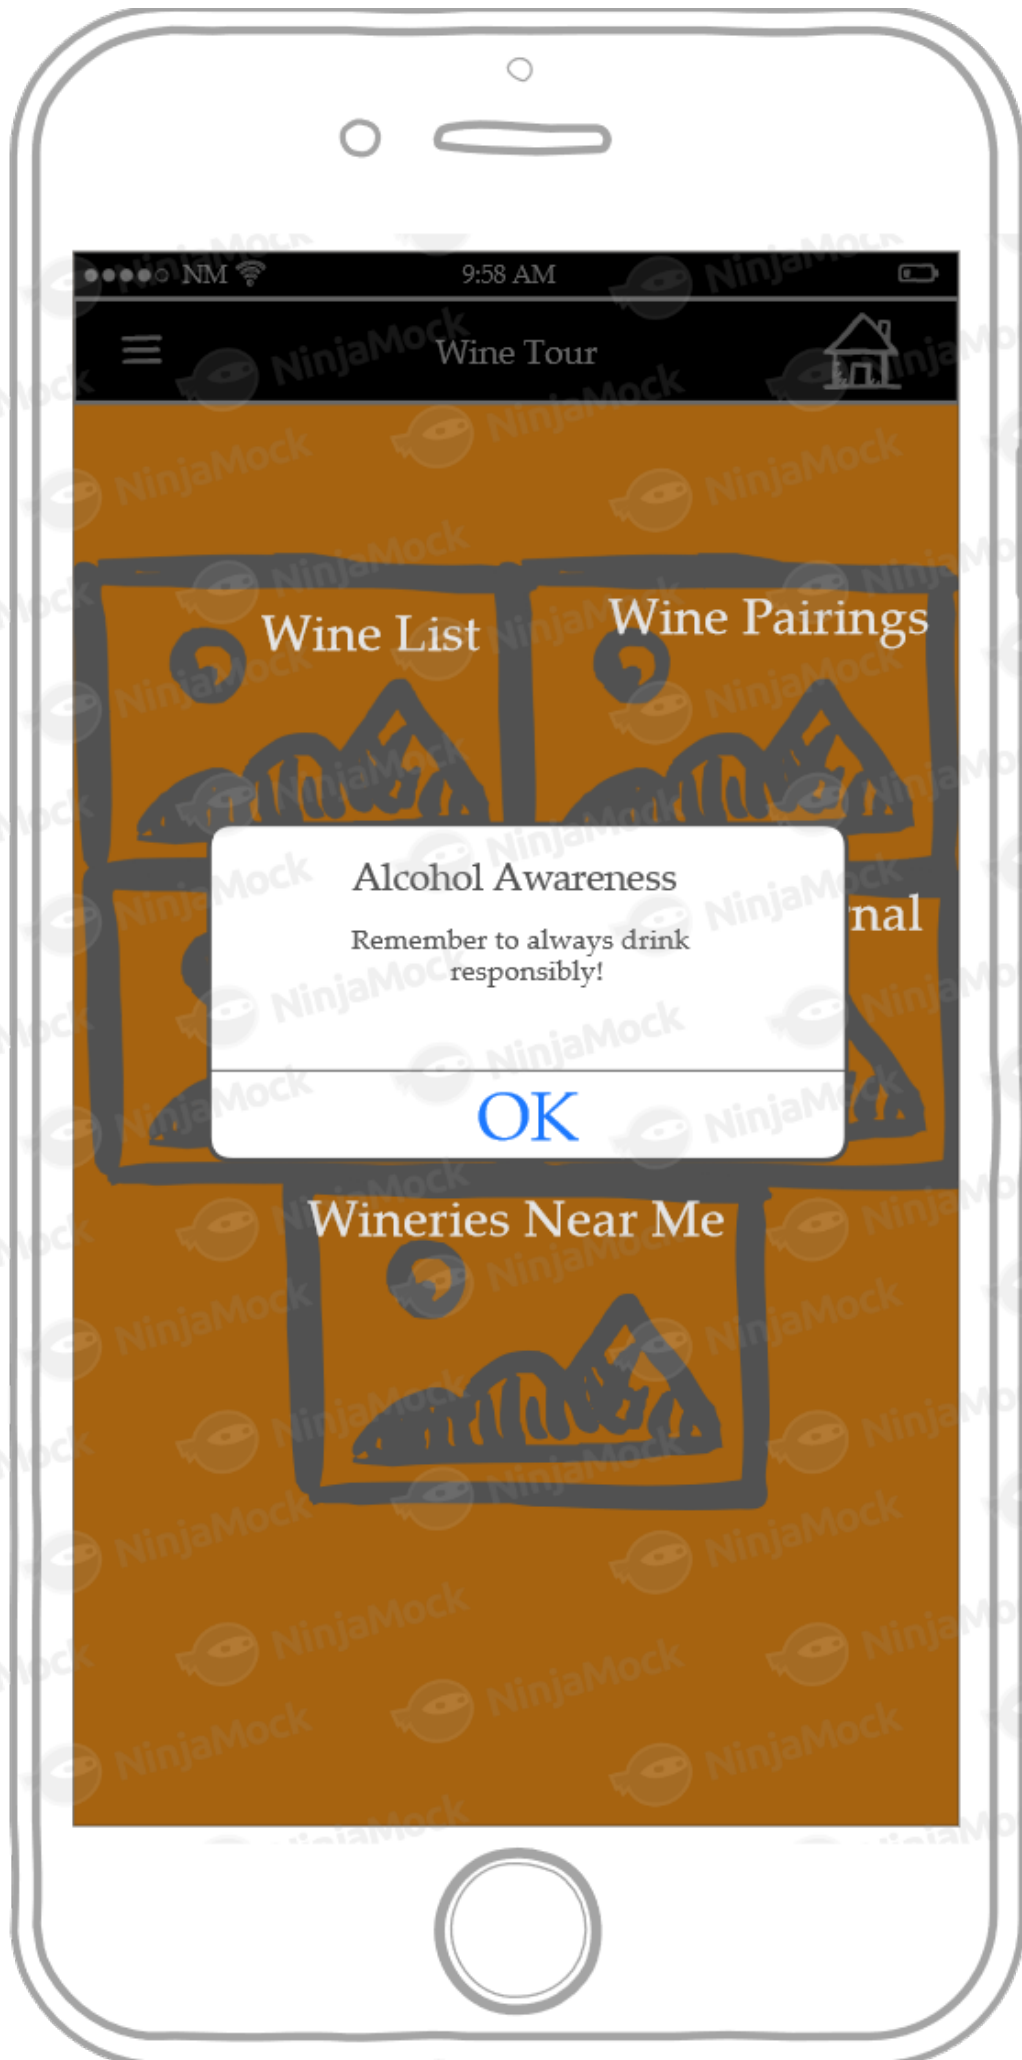 NM 9:58 AM
Wine Tour
Wine List Wine Pairings
Alcohol Awareness
nal
Remember to always drink
responsibly!
OK
Wineries Near Me
NinjaMock